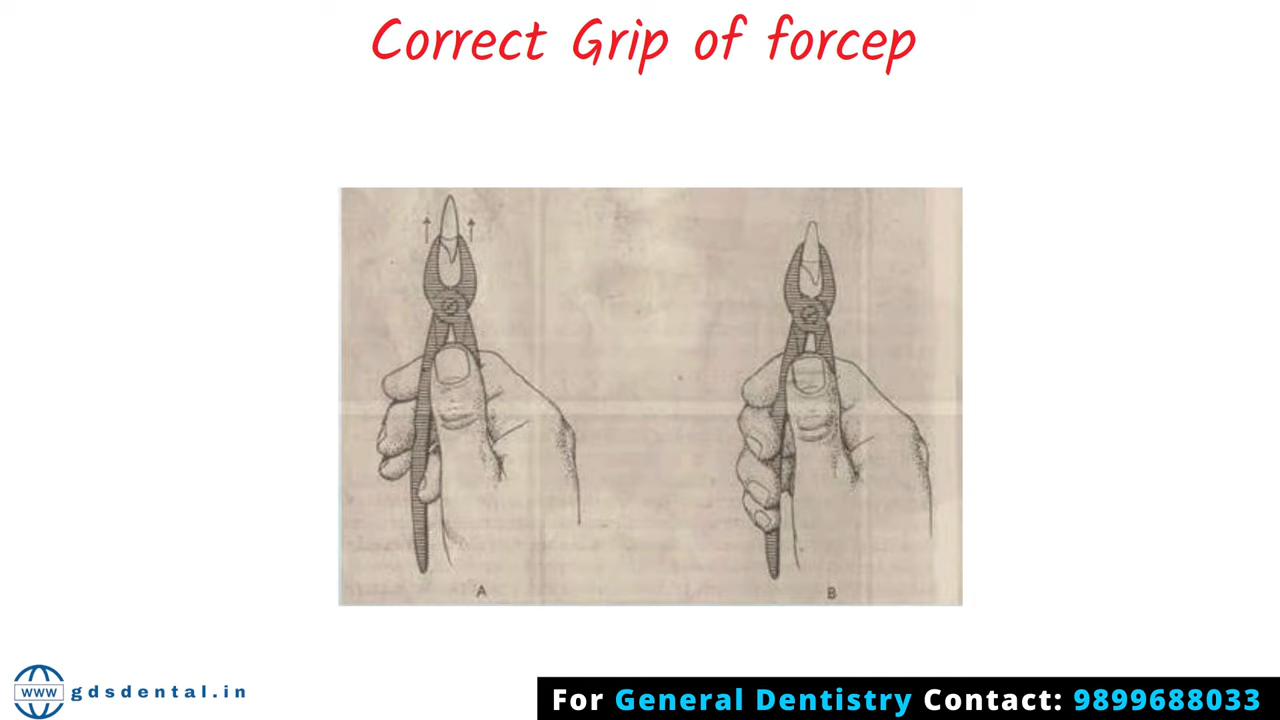 Correct Grip of forcep
A
B
www gdsdental.in
For General Dentistry Contact: 9899688033